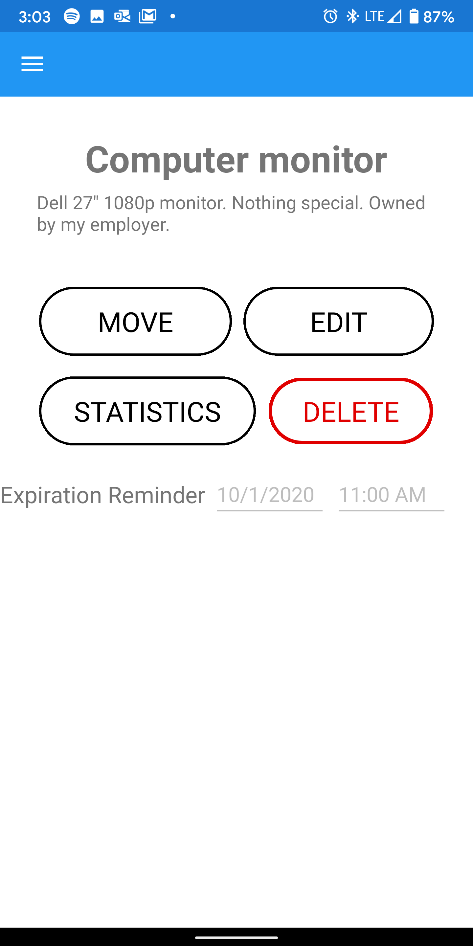 3:03 LTE 87%
Computer monitor
Dell 27" 1080p monitor. Nothing special. Owned
by my employer.
MOVE EDIT
STATISTICS DELETE
Expiration Reminder 10/1/2020 11:00 AM